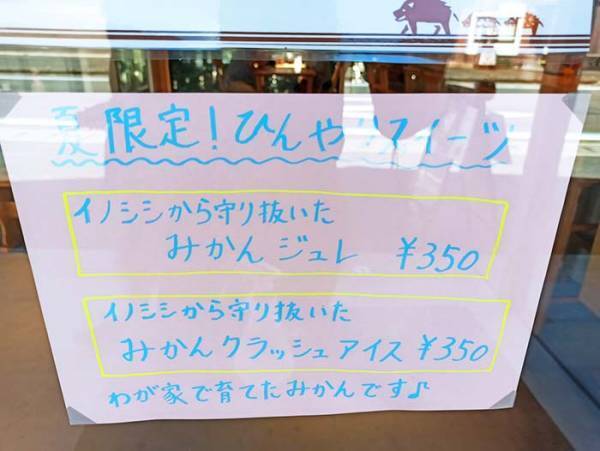 夏限定!ひんやりスイーツ
イノシシから守り抜いた
みかんジュレ ¥350
イノシシから守り抜いた
みかんクラッシュアイス ¥350
わが家で育てたみかんです♪